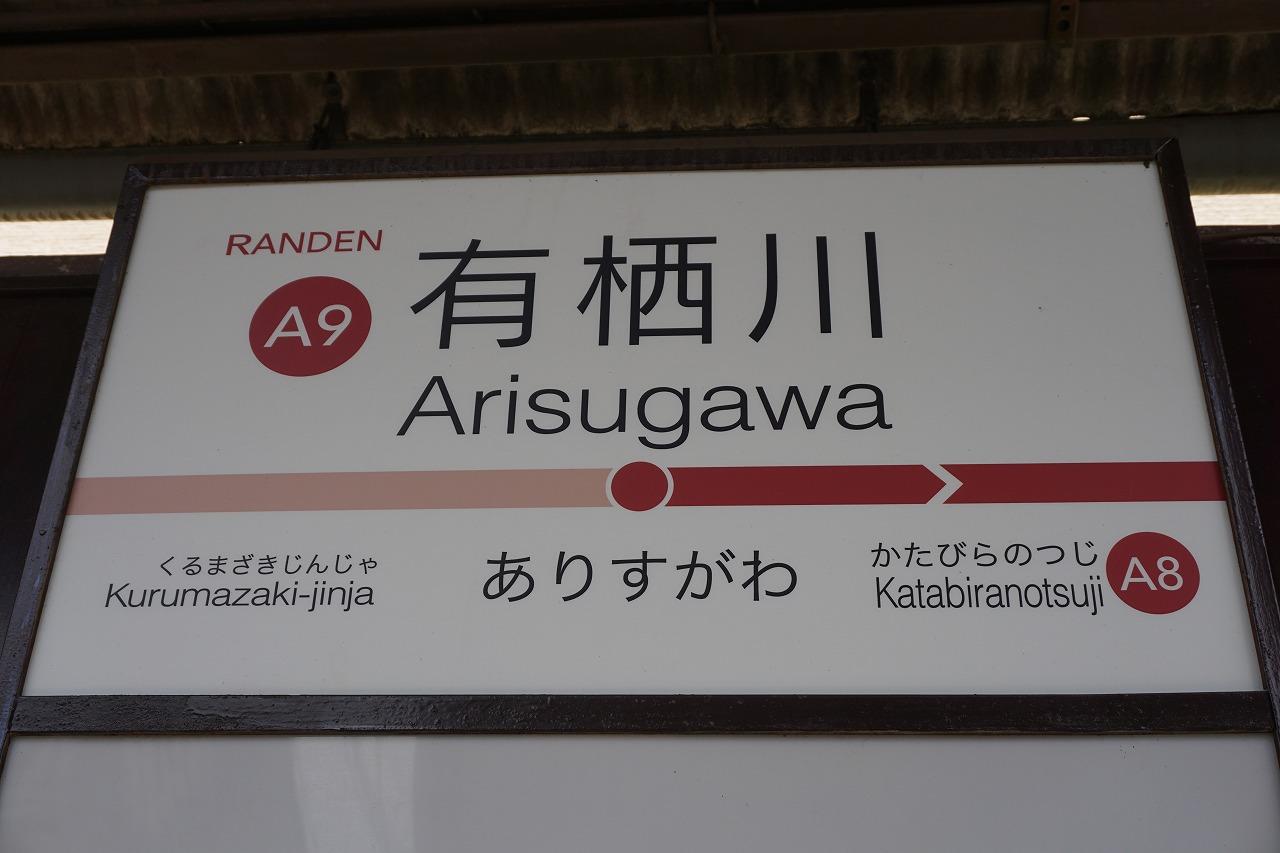 RANDEN
A9
有栖川
Arisugawa
くるまざきじんじゃ
Kurumazaki-jinja
ありすがわ
かたびらのつじ
Katabiranotsuji
A8